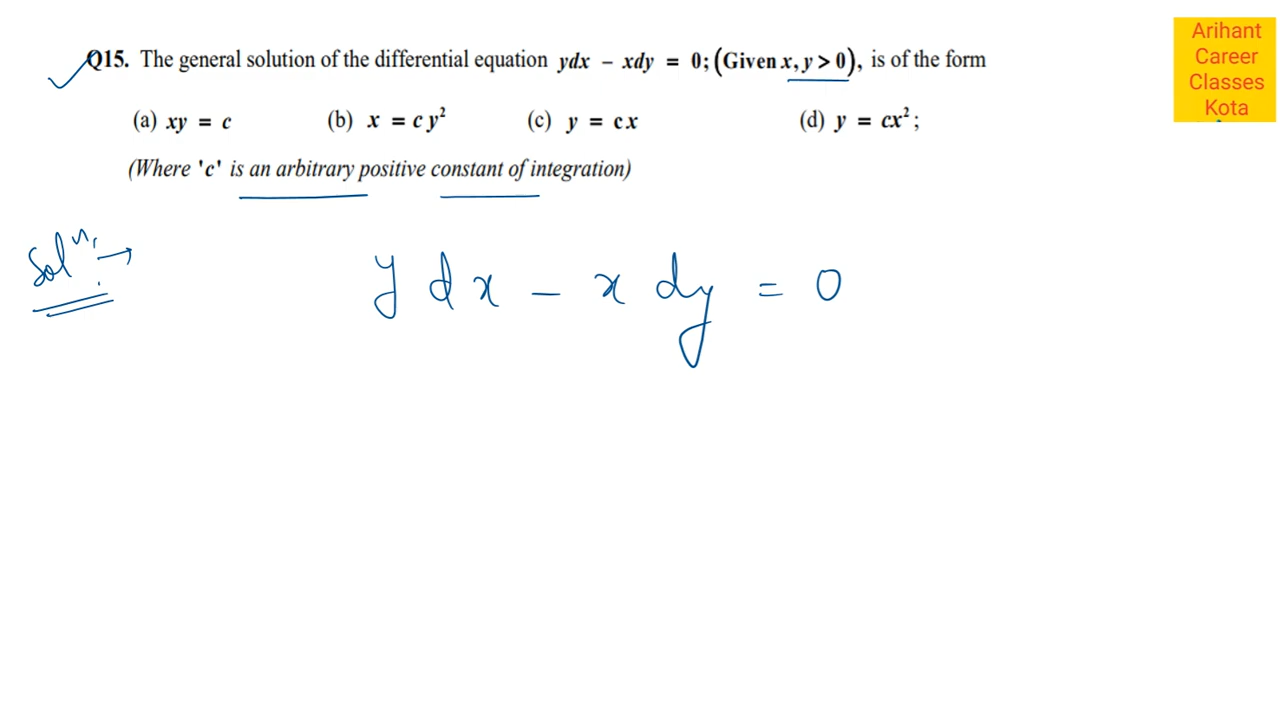 Arihant
Career
Classes
Kota
Q15. The general solution of the differential equation ydx − xdy = 0; (Given x, y > 0), is of the form
(a) xy = c (b) x = cy² (c) y = cx (d) y = cx²;
(Where 'c' is an arbitrary positive constant of integration)
Solⁿ: →
y dx − x dy = 0